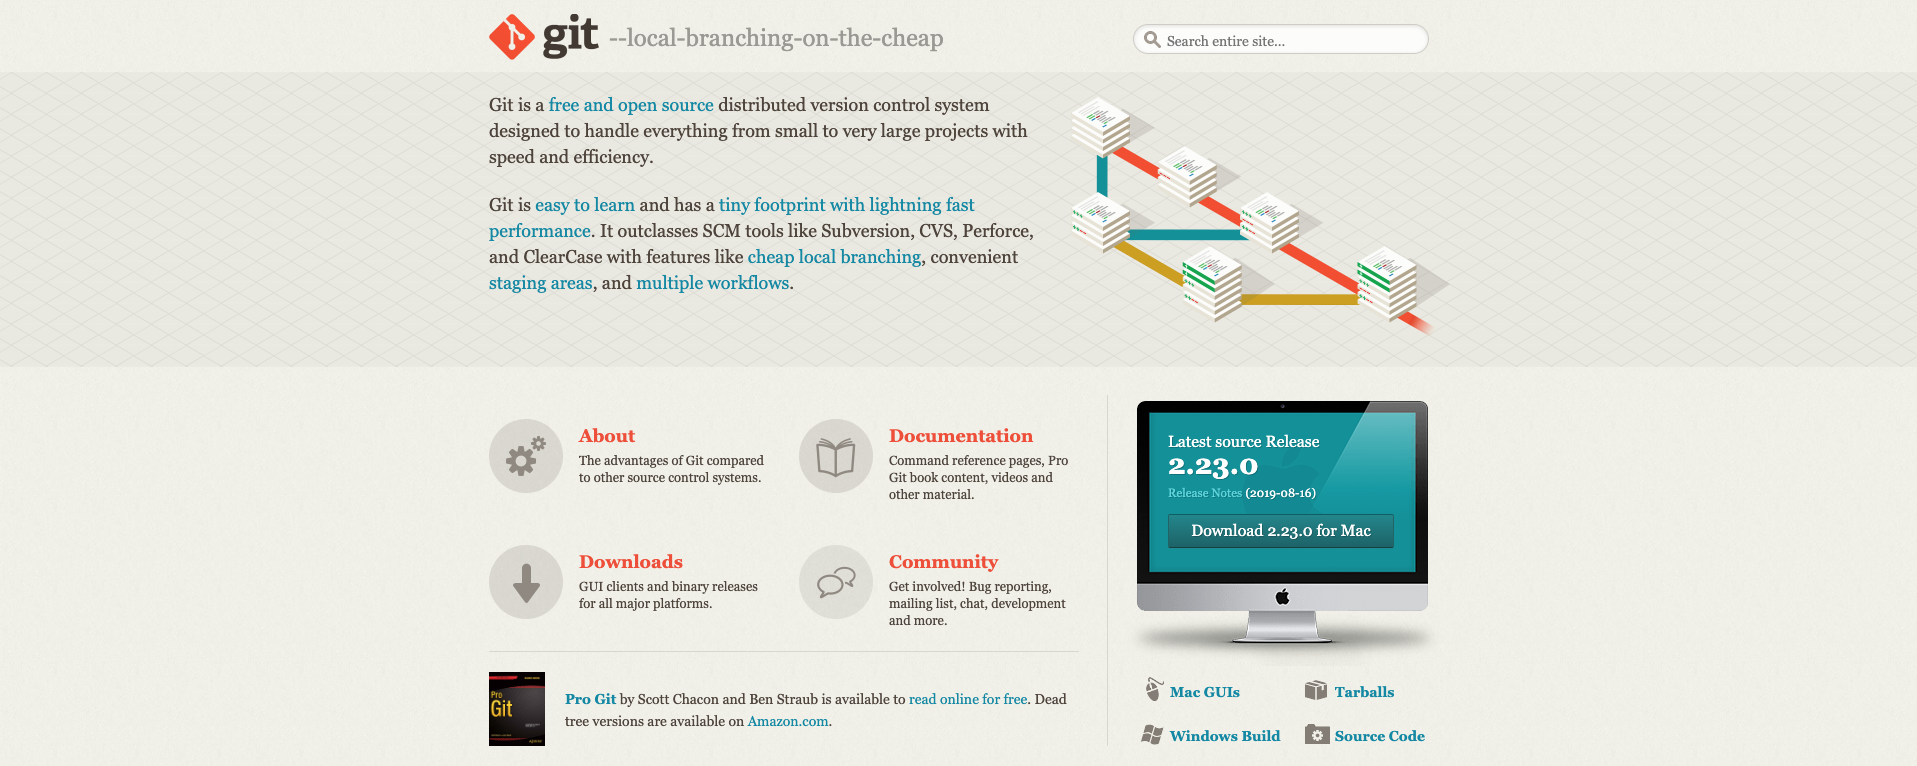 git --local-branching-on-the-cheap
Search entire site...
Git is a free and open source distributed version control system
designed to handle everything from small to very large projects with
speed and efficiency.
Git is easy to learn and has a tiny footprint with lightning fast
performance. It outclasses SCM tools like Subversion, CVS, Perforce,
and ClearCase with features like cheap local branching, convenient
staging areas, and multiple workflows.
About
The advantages of Git compared
to other source control systems.
Documentation
Command reference pages, Pro
Git book content, videos and
other material.
Downloads
GUI clients and binary releases
for all major platforms.
Community
Get involved! Bug reporting,
mailing list, chat, development
and more.
Pro
Git
Pro Git by Scott Chacon and Ben Straub is available to read online for free. Dead
tree versions are available on Amazon.com.
Latest source Release
2.23.0
Release Notes (2019-08-16)
Download 2.23.0 for Mac
Mac GUIs
Tarballs
Windows Build
Source Code